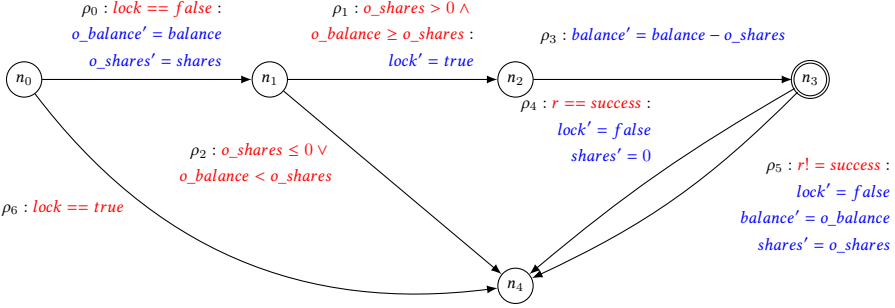 ρ₀ : lock == false :
o_balance′ = balance
o_shares′ = shares
ρ₁ : o_shares > 0 ∧
o_balance ≥ o_shares :
lock′ = true
ρ₃ : balance′ = balance − o_shares
n₀
n₁
n₂
n₃
ρ₄ : r == success :
lock′ = false
shares′ = 0
ρ₂ : o_shares ≤ 0 ∨
o_balance < o_shares
ρ₅ : r! = success :
lock′ = false
balance′ = o_balance
shares′ = o_shares
ρ₆ : lock == true
n₄